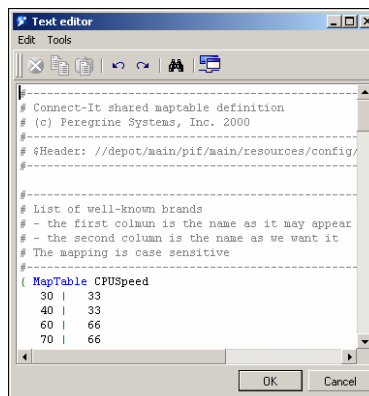 Text editor
Edit Tools
#---------------------------------------------
# Connect-It shared maptable definition
# (c) Peregrine Systems, Inc. 2000
#---------------------------------------------
# $Header: //depot/main/pif/main/resources/config/
#---------------------------------------------
#---------------------------------------------
# List of well-known brands
# - the first colmun is the name as it may appear
# - the second column is the name as we want it
# The mapping is case sensitive
#---------------------------------------------
{ MapTable CPUSpeed
30 | 33
40 | 33
60 | 66
70 | 66
OK Cancel